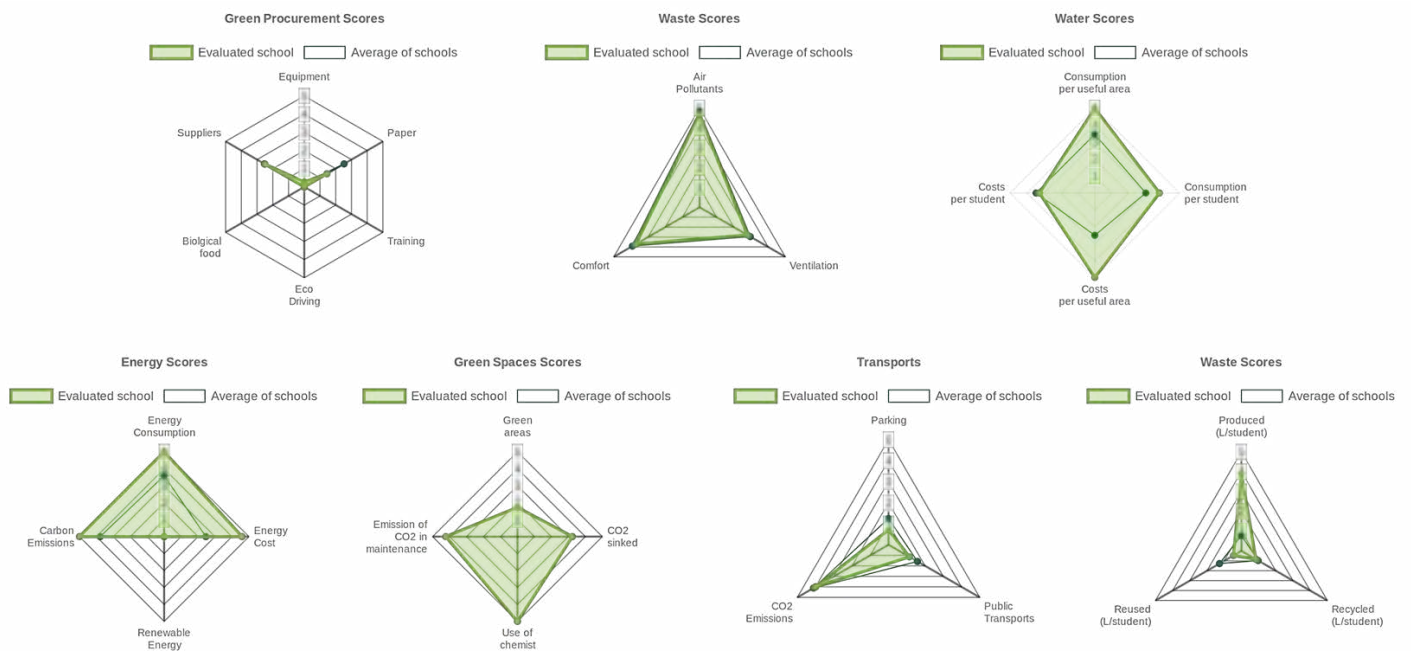 Green Procurement Scores
Evaluated school
Average of schools
Equipment
Suppliers
Paper
Biolgical
food
Training
Eco
Driving
Waste Scores
Evaluated school
Average of schools
Air
Pollutants
Comfort
Ventilation
Water Scores
Evaluated school
Average of schools
Consumption
per useful area
Costs
per student
Consumption
per student
Costs
per useful area
Energy Scores
Evaluated school
Average of schools
Energy
Consumption
Carbon
Emissions
Energy
Cost
Renewable
Energy
Green Spaces Scores
Evaluated school
Average of schools
Green
areas
Emission of
CO2 in
maintenance
CO2
sinked
Use of
chemist
Transports
Evaluated school
Average of schools
Parking
CO2
Emissions
Public
Transports
Waste Scores
Evaluated school
Average of schools
Produced
(L/student)
Reused
(L/student)
Recycled
(L/student)